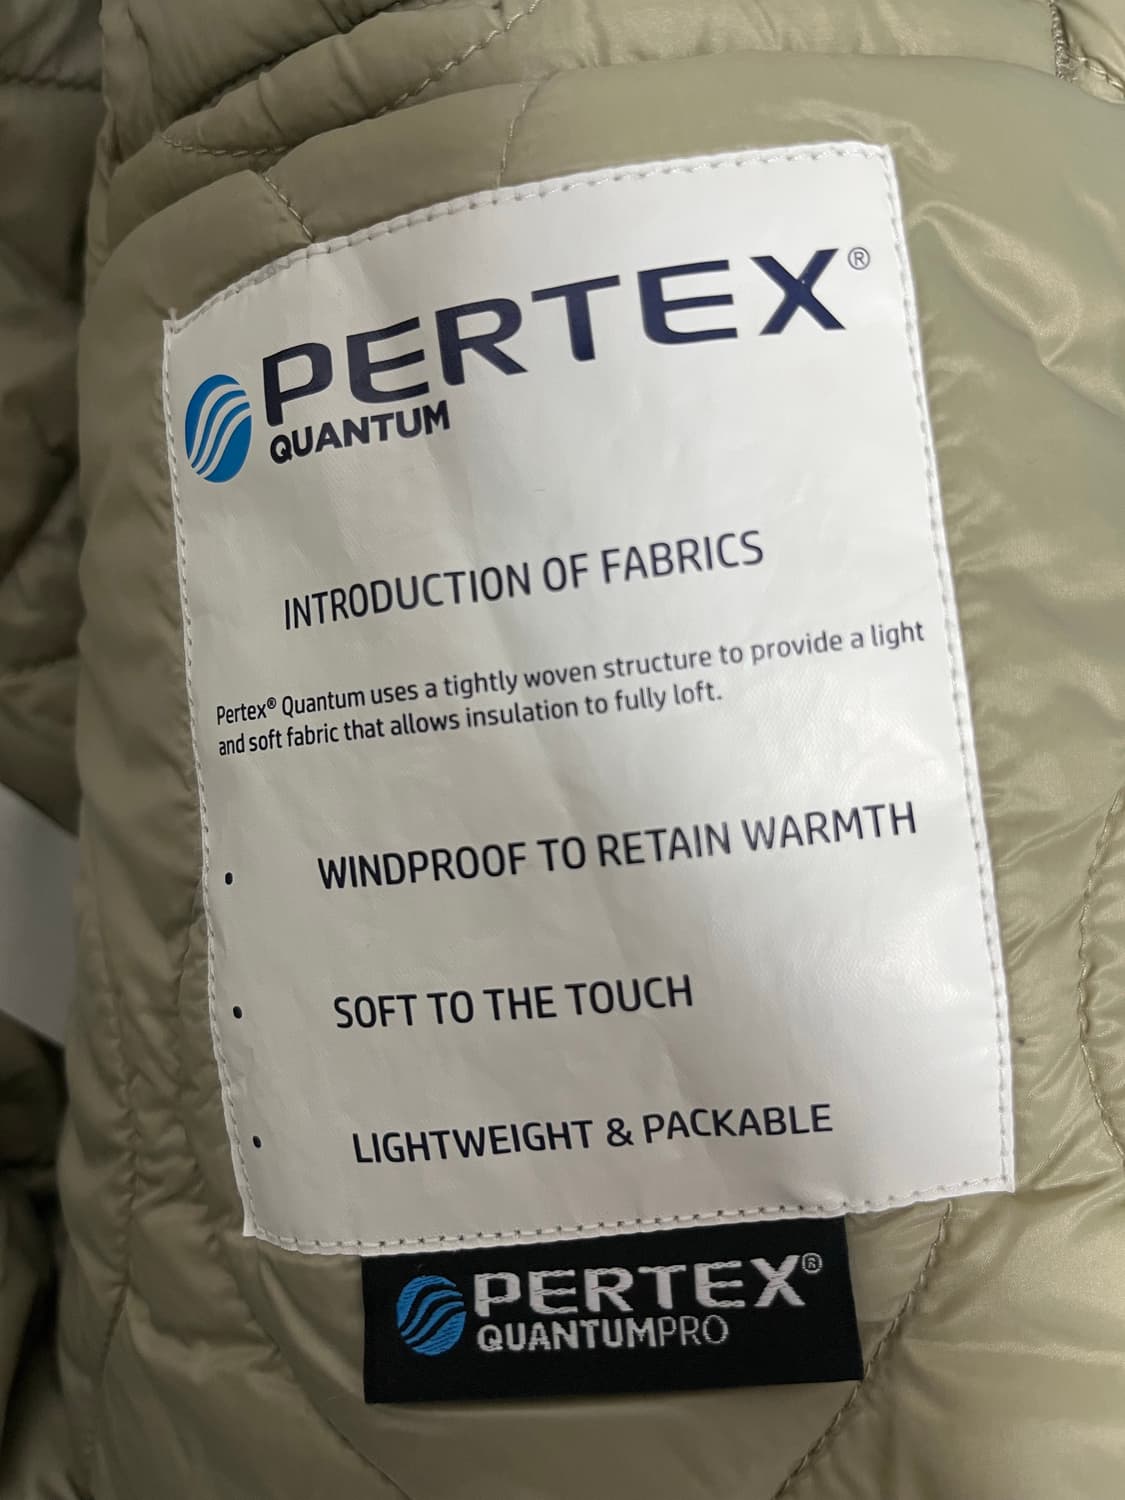 PERTEX®
QUANTUM
INTRODUCTION OF FABRICS
Pertex® Quantum uses a tightly woven structure to provide a light
and soft fabric that allows insulation to fully loft.
• WINDPROOF TO RETAIN WARMTH
• SOFT TO THE TOUCH
• LIGHTWEIGHT & PACKABLE
PERTEX®
QUANTUMPRO